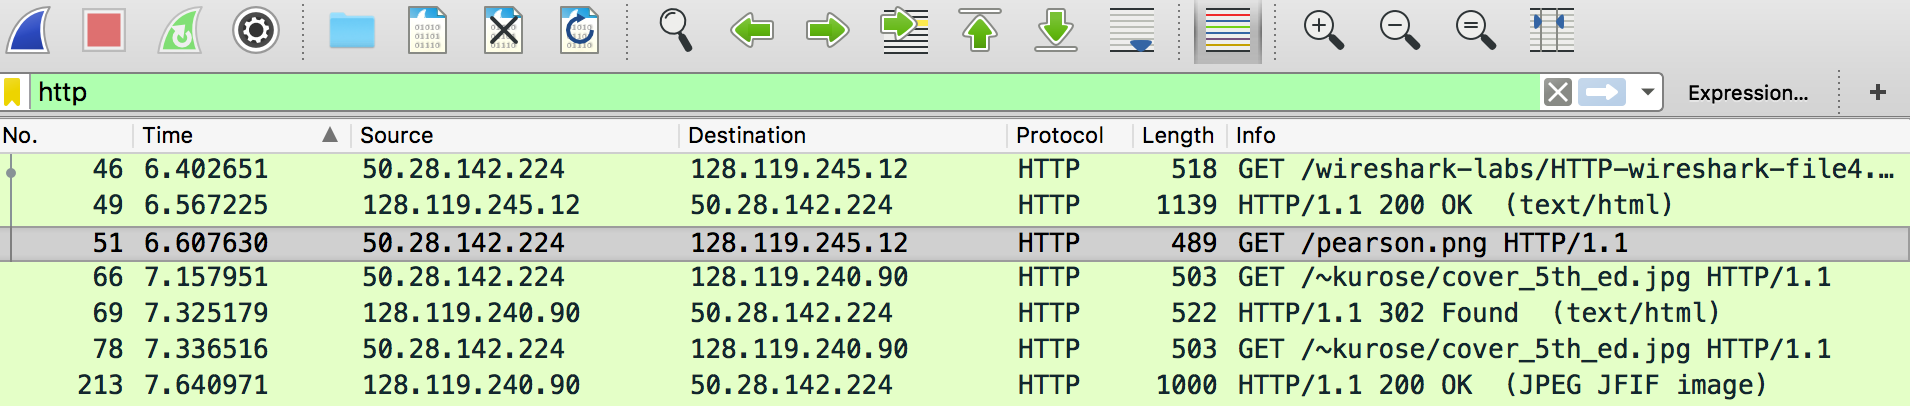 http Expression... +
No. Time Source Destination Protocol Length Info
46 6.402651 50.28.142.224 128.119.245.12 HTTP 518 GET /wireshark-labs/HTTP-wireshark-file4.…
49 6.567225 128.119.245.12 50.28.142.224 HTTP 1139 HTTP/1.1 200 OK (text/html)
51 6.607630 50.28.142.224 128.119.245.12 HTTP 489 GET /pearson.png HTTP/1.1
66 7.157951 50.28.142.224 128.119.240.90 HTTP 503 GET /~kurose/cover_5th_ed.jpg HTTP/1.1
69 7.325179 128.119.240.90 50.28.142.224 HTTP 522 HTTP/1.1 302 Found (text/html)
78 7.336516 50.28.142.224 128.119.240.90 HTTP 503 GET /~kurose/cover_5th_ed.jpg HTTP/1.1
213 7.640971 128.119.240.90 50.28.142.224 HTTP 1000 HTTP/1.1 200 OK (JPEG JFIF image)